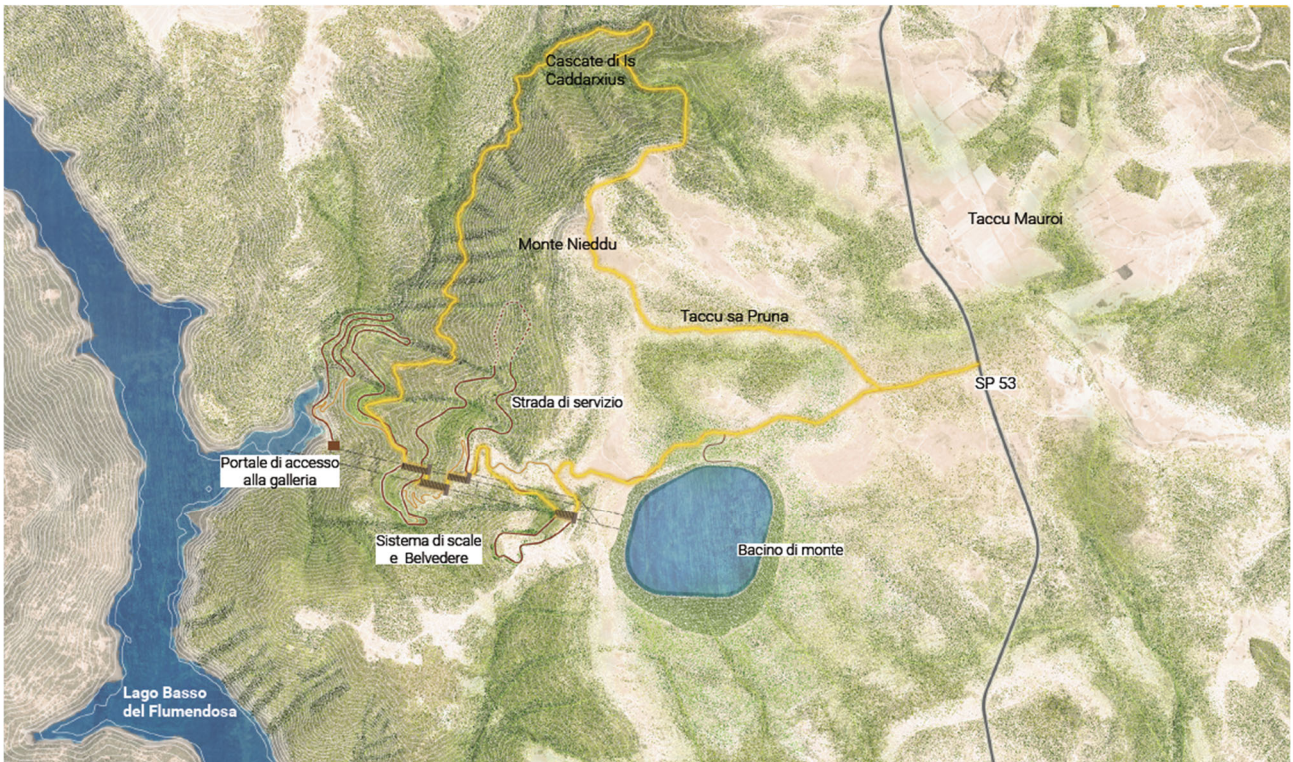 Cascate di Is
Caddarxius
Taccu Mauroi
Monte Nieddu
Taccu sa Pruna
SP 53
Strada di servizio
Portale di accesso
alla galleria
Sistema di scale
e Belvedere
Bacino di monte
Lago Basso
del Flumendosa